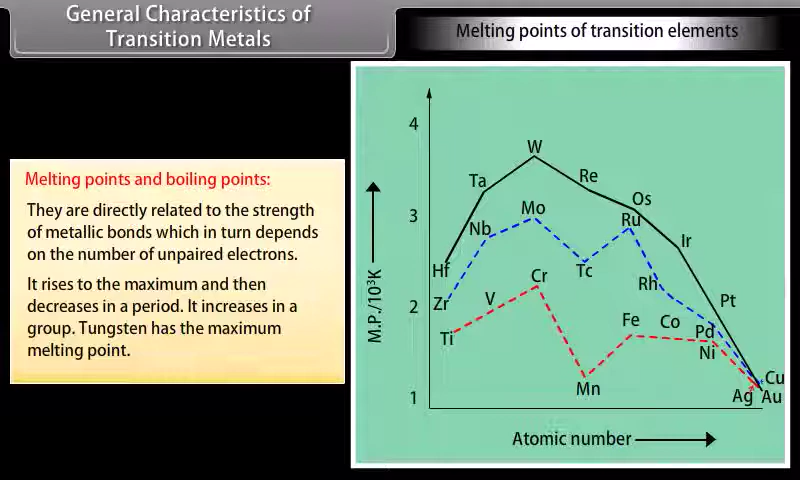 General Characteristics of
Transition Metals
Melting points of transition elements
Melting points and boiling points:
They are directly related to the strength
of metallic bonds which in turn depends
on the number of unpaired electrons.
It rises to the maximum and then
decreases in a period. It increases in a
group. Tungsten has the maximum
melting point.
4
3
2
1
M.P./10³K
W
Ta
Re
Os
Hf
Ir
Pt
Mo
Nb
Ru
Tc
Zr
Rh
Pd
Cr
V
Ti
Fe
Co
Ni
Mn
Cu
Ag
Au
Atomic number